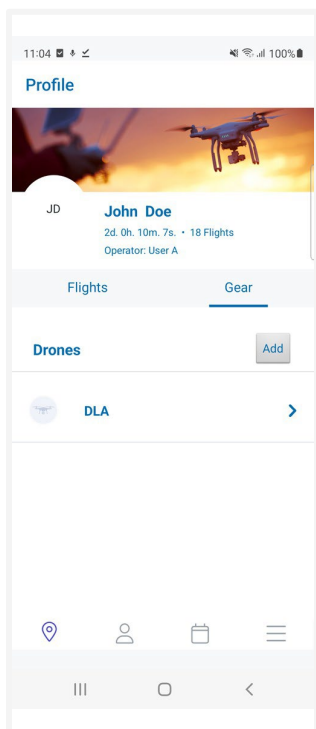 11:04
100%
Profile
JD
John Doe
2d. 0h. 10m. 7s. • 18 Flights
Operator: User A
Flights
Gear
Drones
Add
DLA